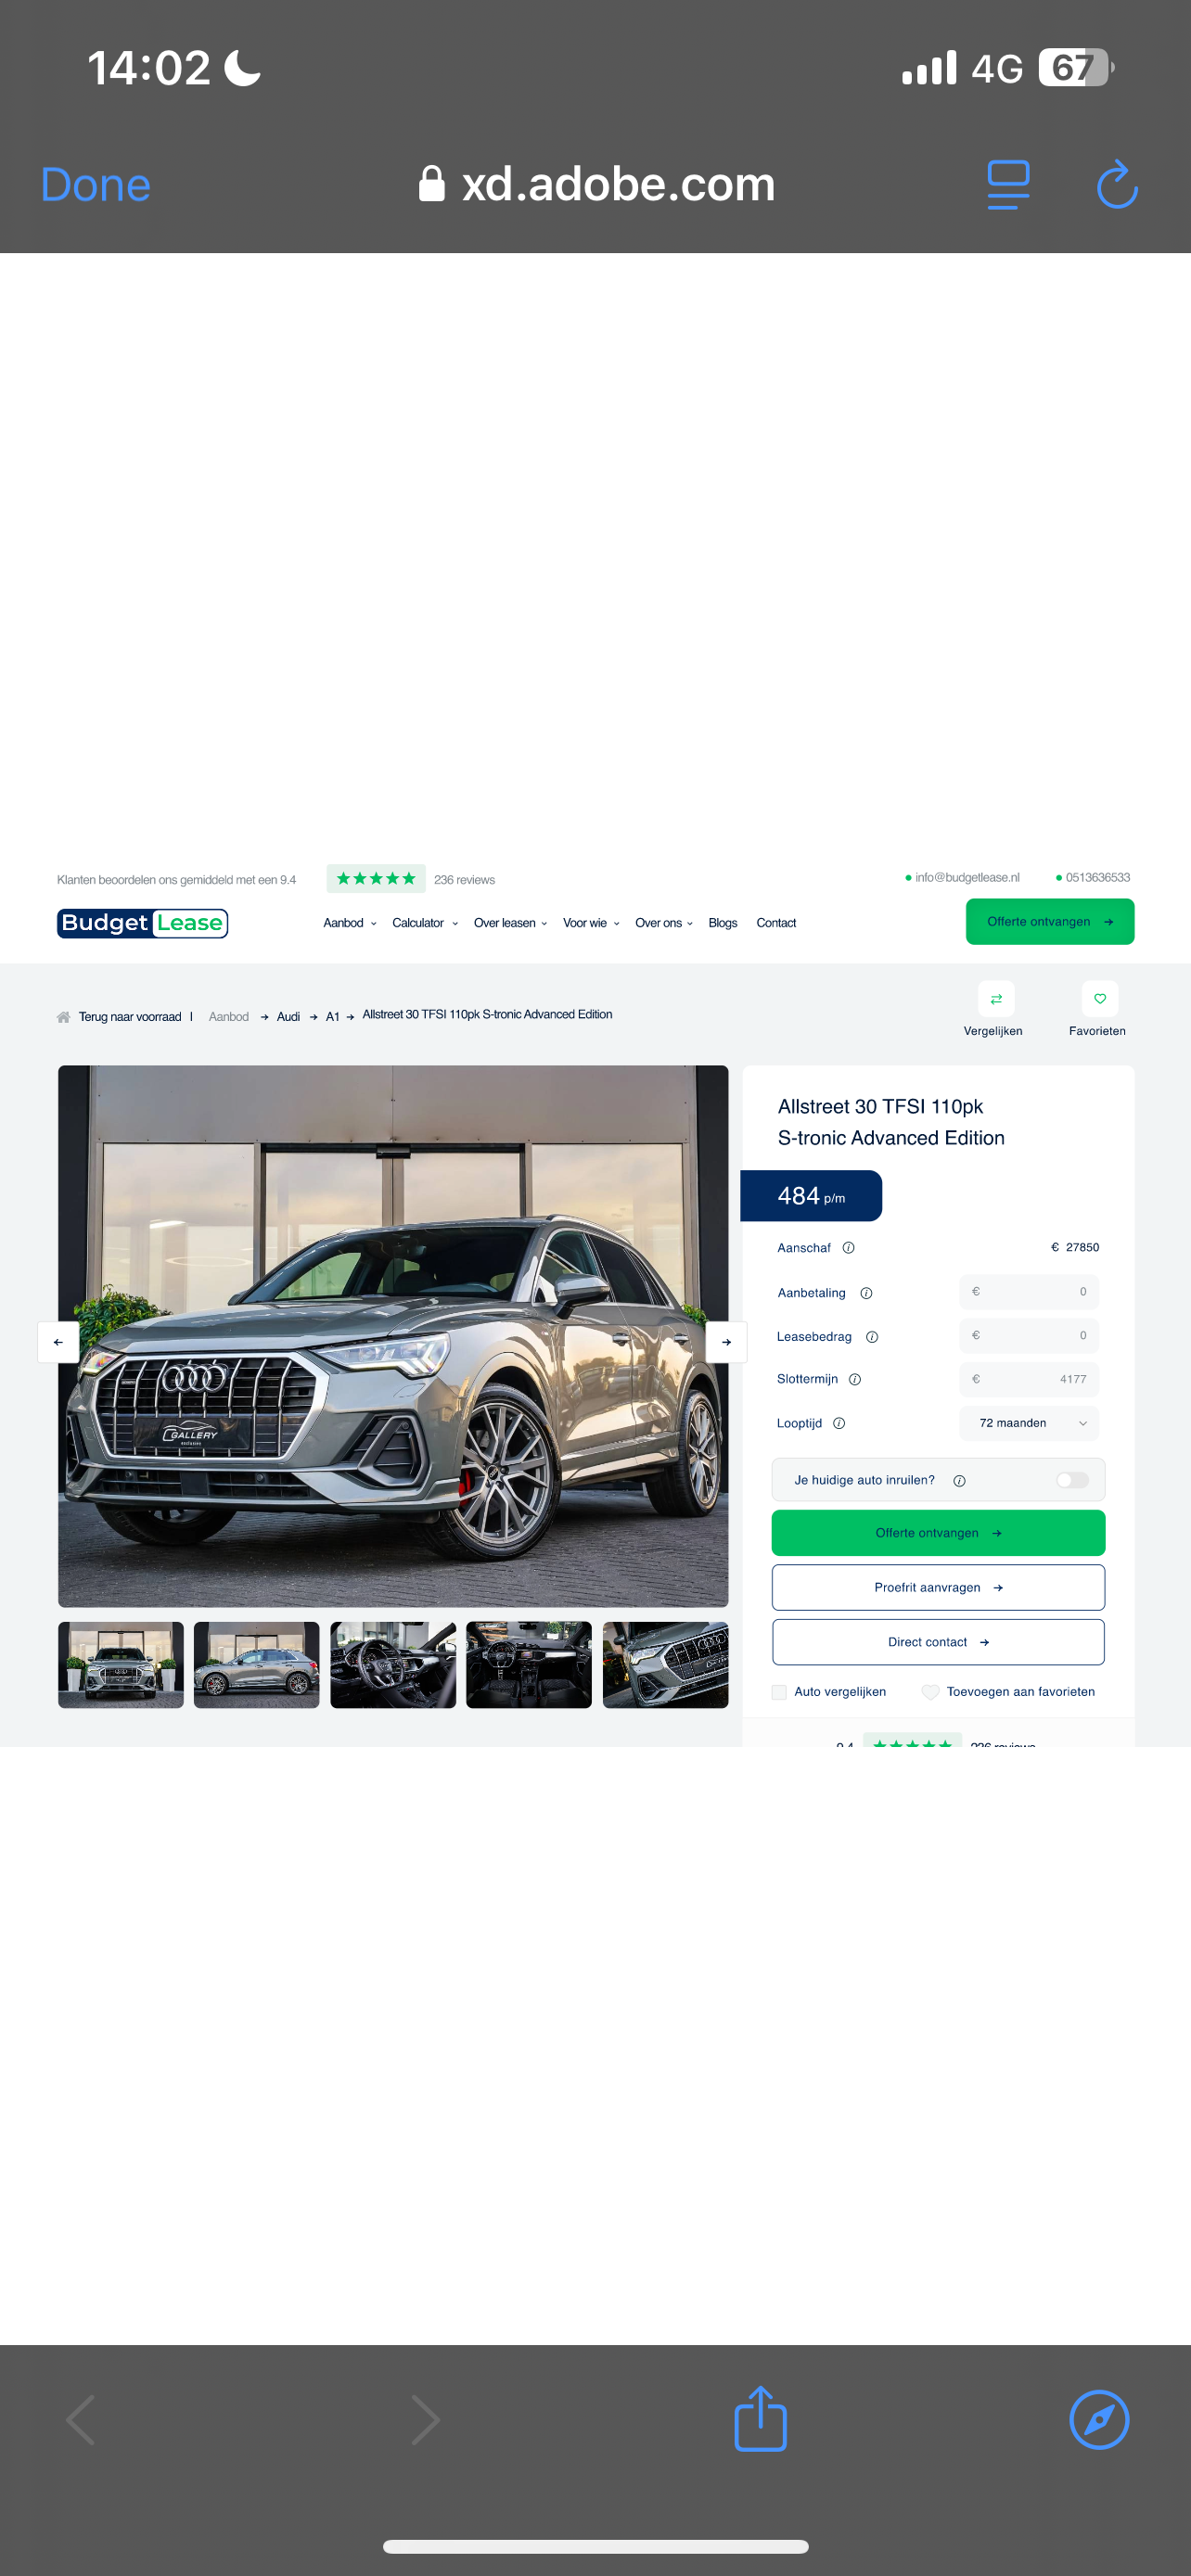 14:02
4G
67
Done
xd.adobe.com
Klanten beoordelen ons gemiddeld met een 9.4
236 reviews
info@budgetlease.nl
0513636533
Budget Lease
Aanbod
Calculator
Over leasen
Voor wie
Over ons
Blogs
Contact
Offerte ontvangen
Terug naar voorraad |
Aanbod
Audi
A1
Allstreet 30 TFSI 110pk S-tronic Advanced Edition
Vergelijken
Favorieten
GALLERY
Allstreet 30 TFSI 110pk
S-tronic Advanced Edition
484 p/m
Aanschaf
€ 27850
Aanbetaling
€ 0
Leasebedrag
€ 0
Slottermijn
€ 4177
Looptijd
72 maanden
Je huidige auto inruilen?
Offerte ontvangen
Proefrit aanvragen
Direct contact
Auto vergelijken
Toevoegen aan favorieten
9.4
236 reviews